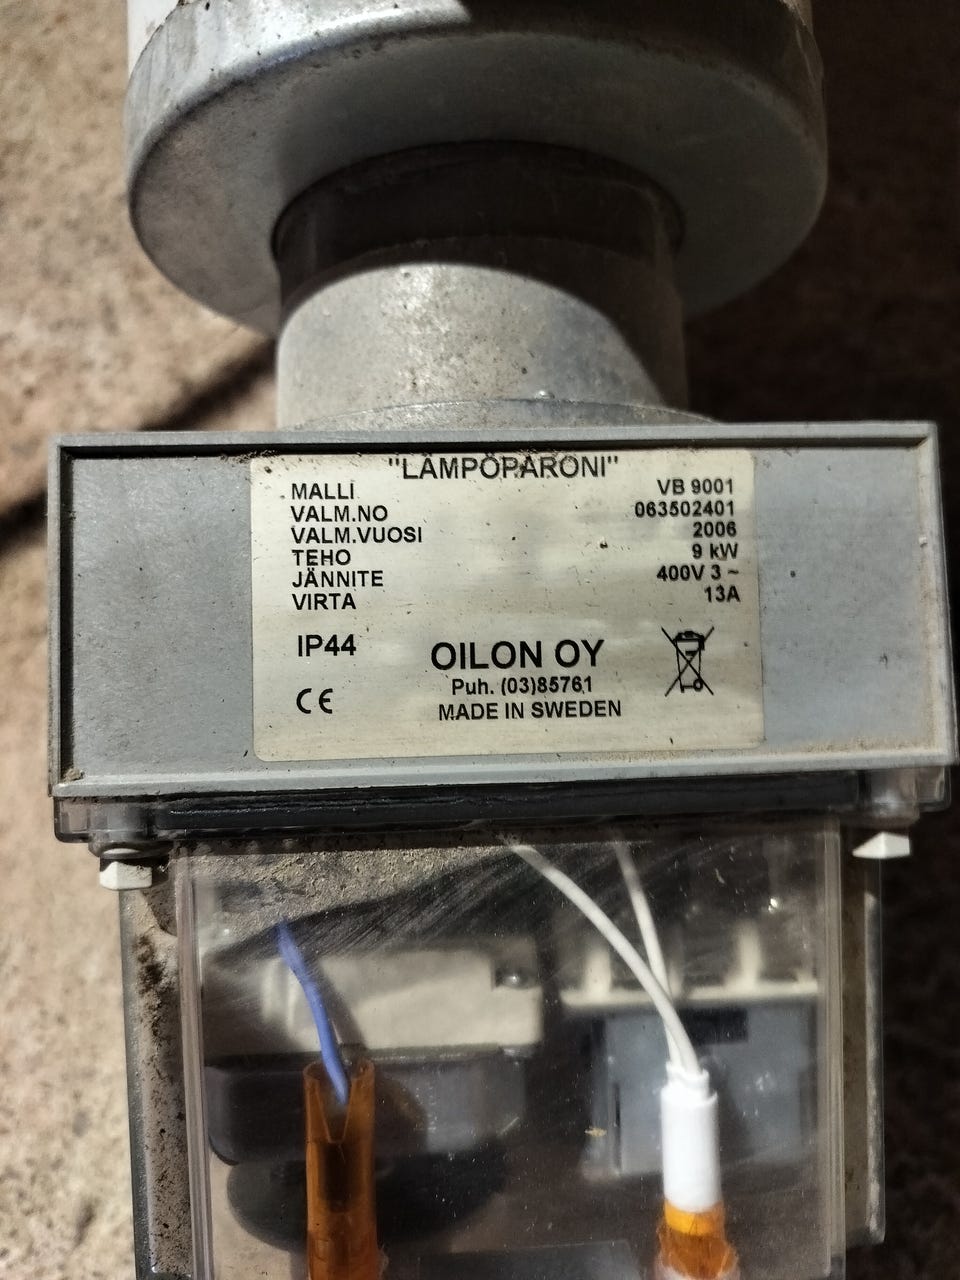 "LÄMPÖPARONI"
MALLI VB 9001
VALM.NO 063502401
VALM.VUOSI 2006
TEHO 9 kW
JÄNNITE 400V 3 ~
VIRTA 13A
IP44
OILON OY
Puh. (03)85761
CE
MADE IN SWEDEN